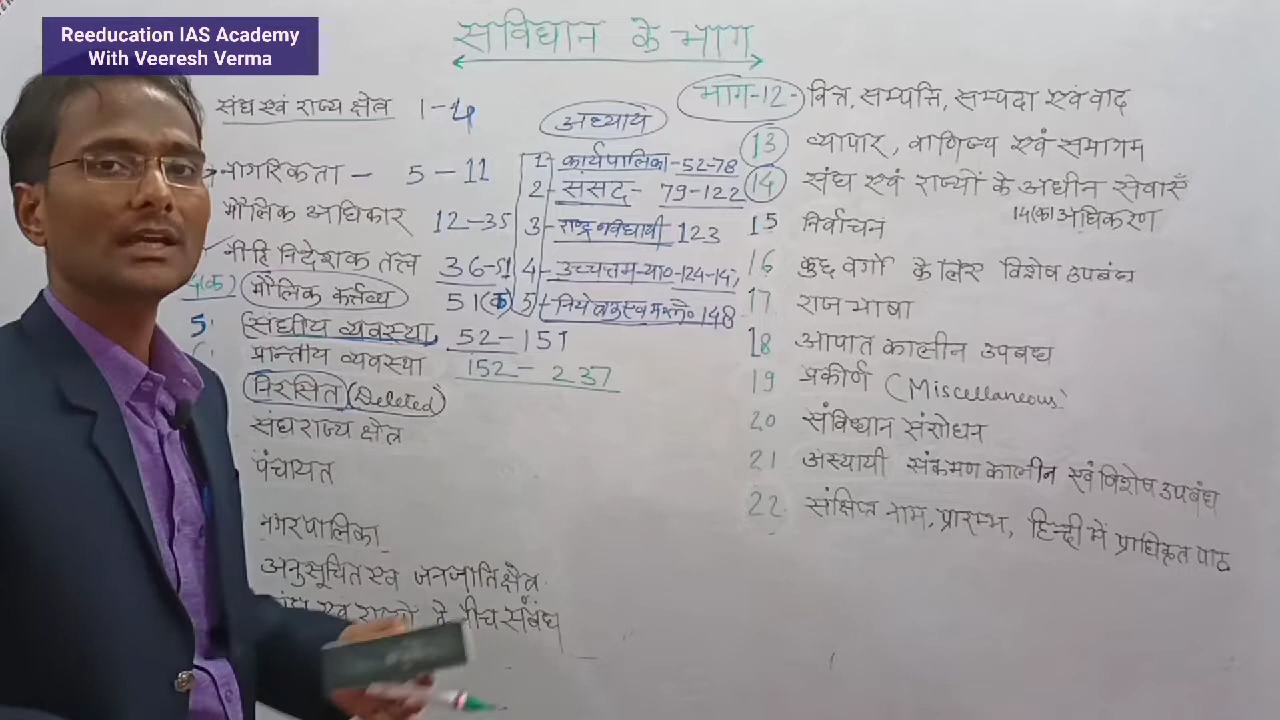 Reeducation IAS Academy
With Veeresh Verma
संविधान के भाग
संघ एवं राज्य क्षेत्र 1-4
नागरिकता - 5-11
मौलिक अधिकार 12-35
नीति निदेशक तत्त्व 36-51
4(क) मौलिक कर्त्तव्य 51(क)
5. संघीय व्यवस्था 52-151
प्रान्तीय व्यवस्था 152-237
निरसित (Deleted)
संघ राज्य क्षेत्र
पंचायत
नगरपालिका
अनुसूचित एवं जनजाति क्षेत्र
एवं राज्यों के बीच संबंध
अध्याय
1- कार्यपालिका-52-78
2- संसद- 79-122
3- 123
4- उच्चतम-न्या०-124-147
5- 148
भाग-12- वित्त, सम्पत्ति, सम्पदा एवं वाद
13 व्यापार, वाणिज्य एवं समागम
14 संघ एवं राज्यों के अधीन सेवाएँ
14(क) अधिकरण
15 निर्वाचन
16 कुछ वर्गो के लिए विशेष उपबंध
17 राजभाषा
18 आपातकालीन उपबंध
19 प्रकीर्ण (Miscellaneous)
20 संविधान संशोधन
21 अस्थायी संक्रमणकालीन एवं विशेष उपबंध
22. संक्षिप्त नाम, प्रारम्भ, हिन्दी में प्राधिकृत पाठ